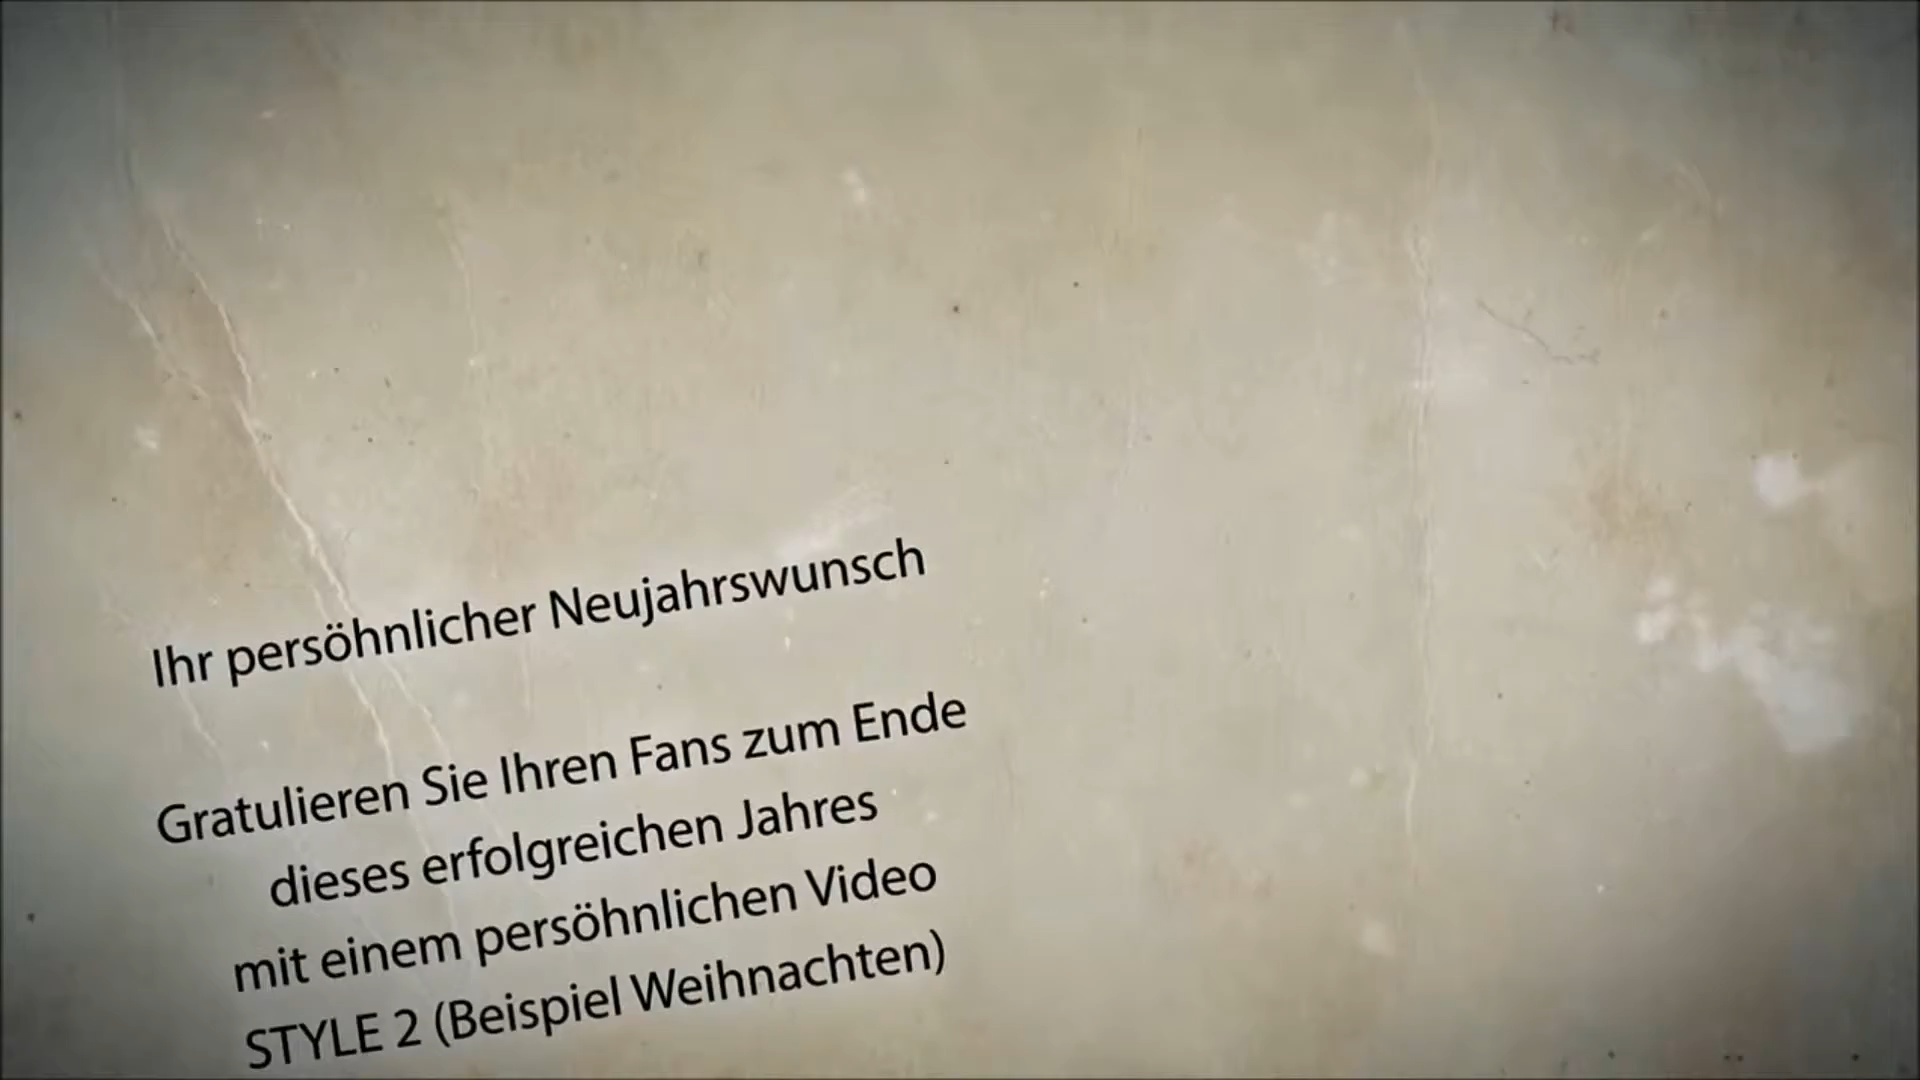 Ihr persöhnlicher Neujahrswunsch
Gratulieren Sie Ihren Fans zum Ende
dieses erfolgreichen Jahres
mit einem persöhnlichen Video
STYLE 2 (Beispiel Weihnachten)